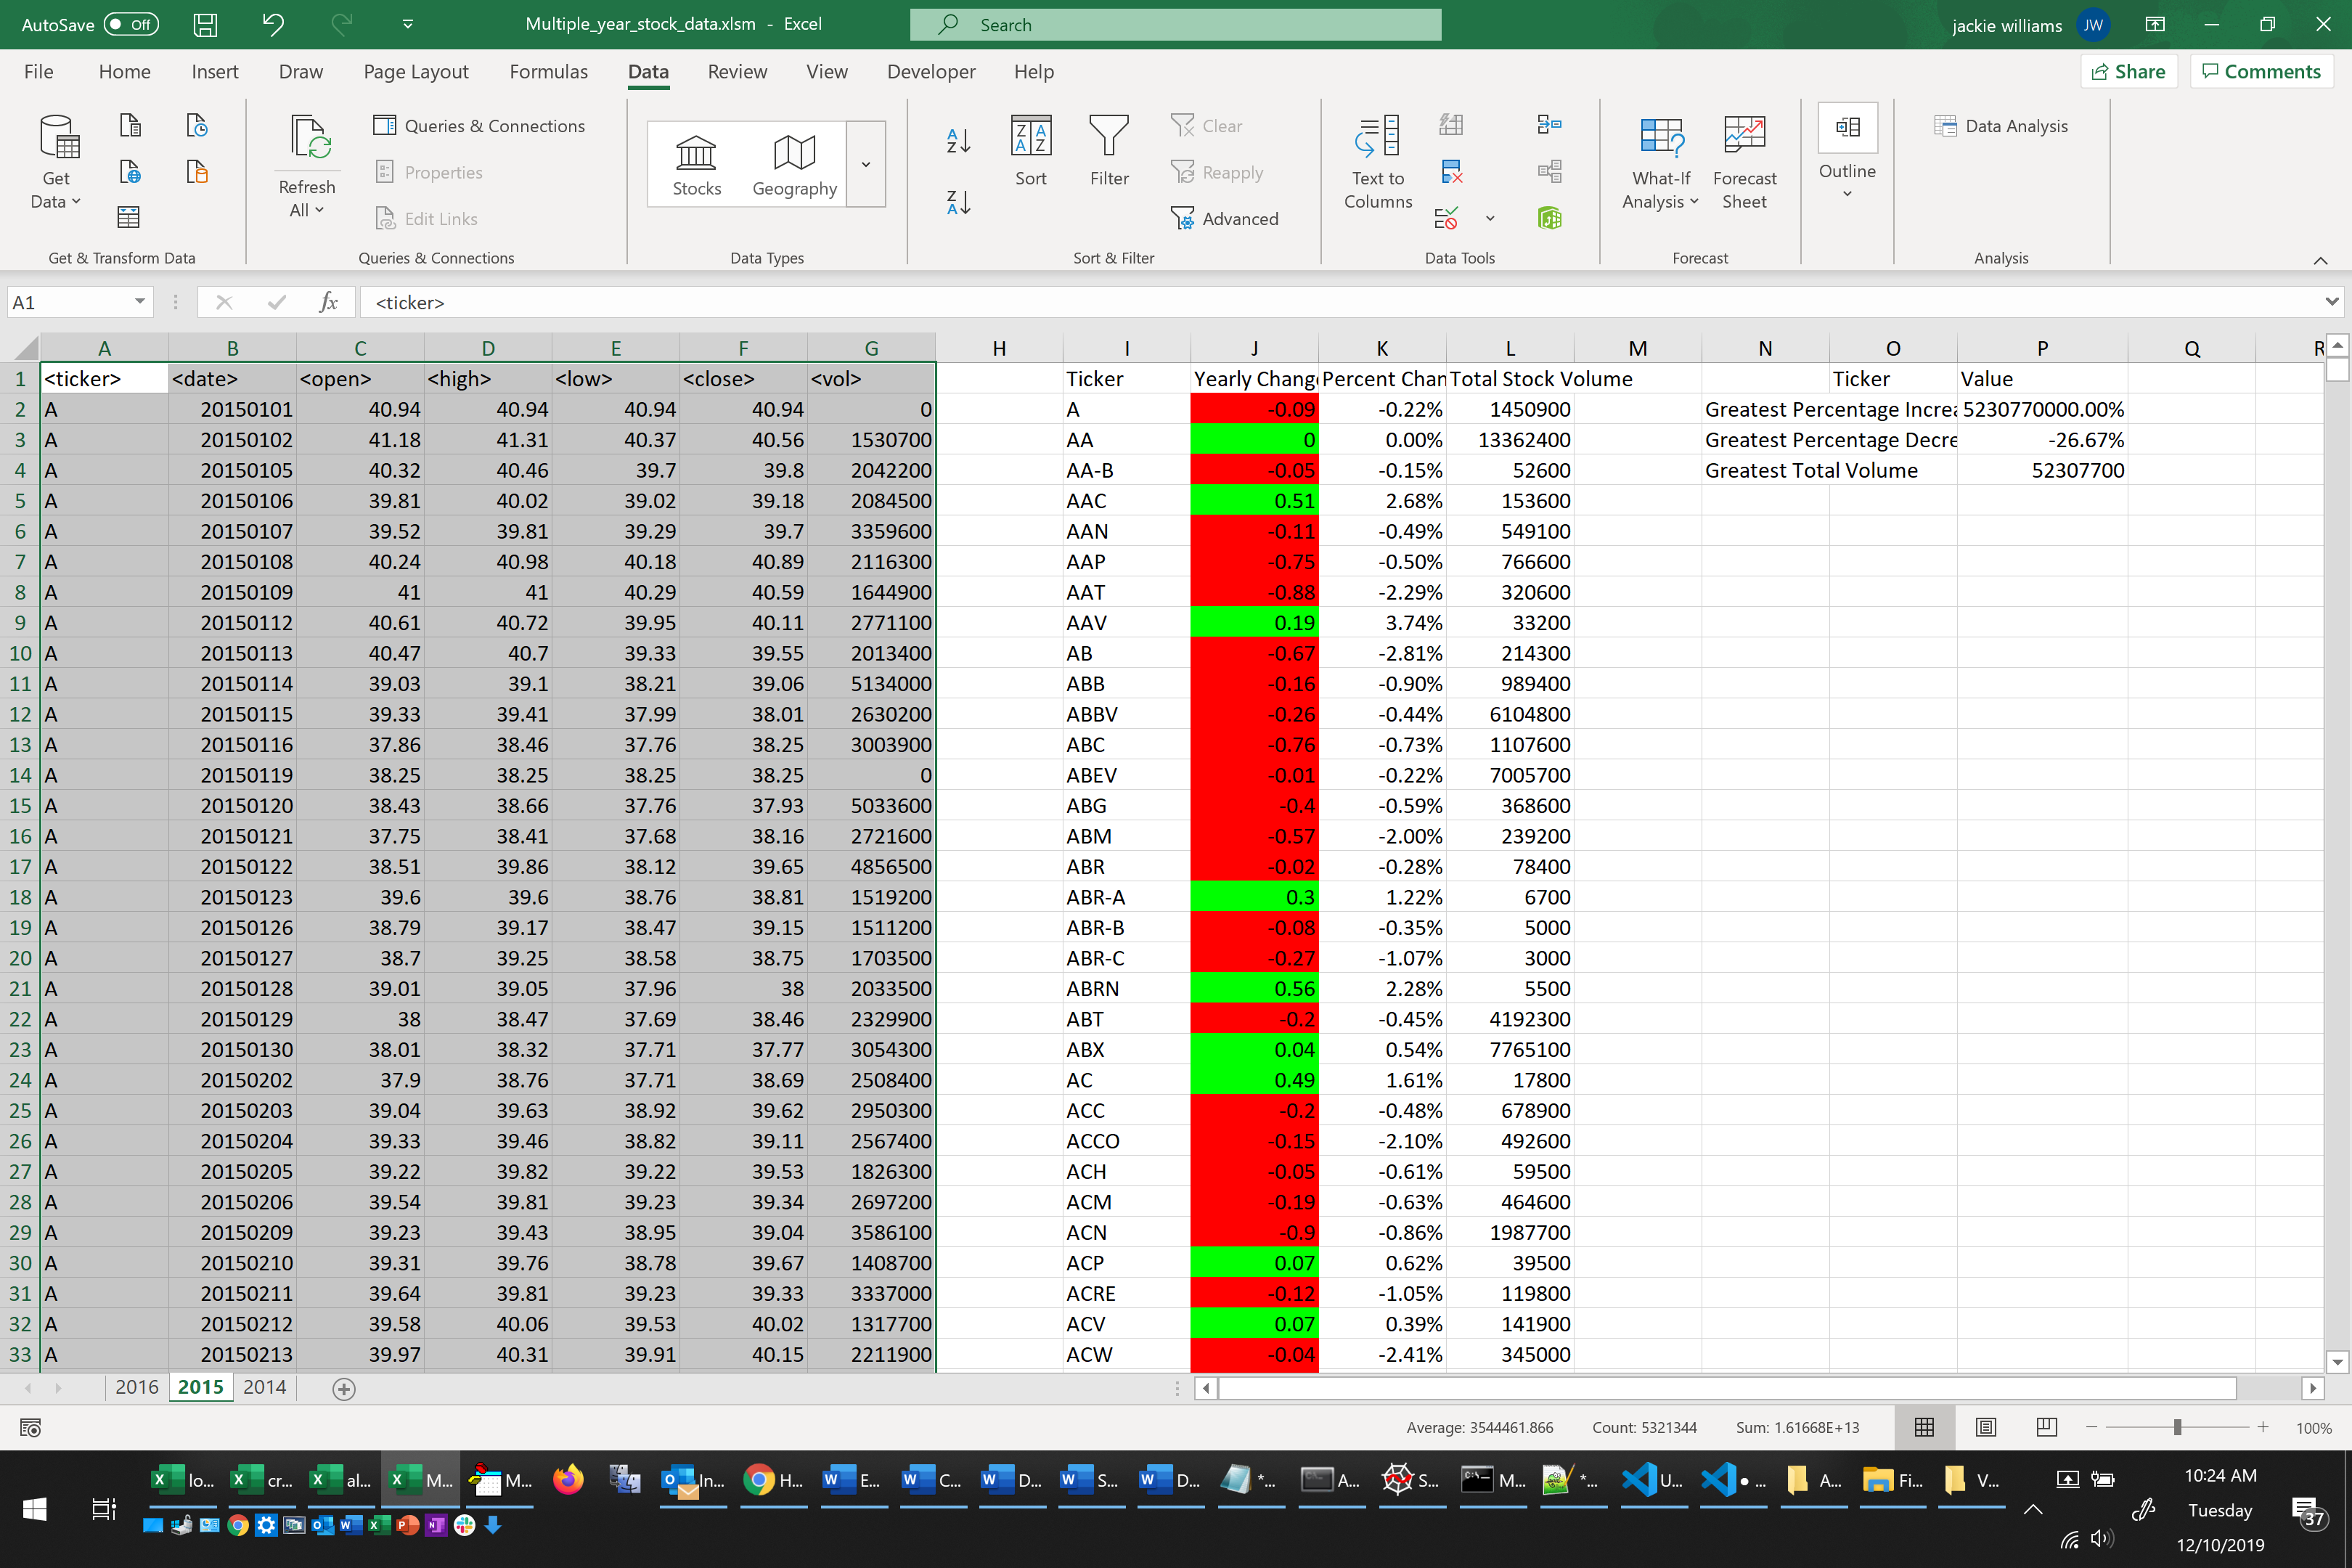 AutoSave Off Multiple_year_stock_data.xlsm - Excel Search jackie williams JW
File Home Insert Draw Page Layout Formulas Data Review View Developer Help Share Comments
Get Data Refresh All Queries & Connections Properties Edit Links Stocks Geography Sort Filter Clear Reapply Advanced Text to Columns What-If Analysis Forecast Sheet Outline Data Analysis
Get & Transform Data Queries & Connections Data Types Sort & Filter Data Tools Forecast Analysis
A1 fx <ticker>
A B C D E F G H I J K L M N O P Q R
1 <ticker> <date> <open> <high> <low> <close> <vol> Ticker Yearly Chang Percent Chan Total Stock Volume Ticker Value
2 A 20150101 40.94 40.94 40.94 40.94 0 A -0.09 -0.22% 1450900 Greatest Percentage Increa 5230770000.00%
3 A 20150102 41.18 41.31 40.37 40.56 1530700 AA 0 0.00% 13362400 Greatest Percentage Decre -26.67%
4 A 20150105 40.32 40.46 39.7 39.8 2042200 AA-B -0.05 -0.15% 52600 Greatest Total Volume 52307700
5 A 20150106 39.81 40.02 39.02 39.18 2084500 AAC 0.51 2.68% 153600
6 A 20150107 39.52 39.81 39.29 39.7 3359600 AAN -0.11 -0.49% 549100
7 A 20150108 40.24 40.98 40.18 40.89 2116300 AAP -0.75 -0.50% 766600
8 A 20150109 41 41 40.29 40.59 1644900 AAT -0.88 -2.29% 320600
9 A 20150112 40.61 40.72 39.95 40.11 2771100 AAV 0.19 3.74% 33200
10 A 20150113 40.47 40.7 39.33 39.55 2013400 AB -0.67 -2.81% 214300
11 A 20150114 39.03 39.1 38.21 39.06 5134000 ABB -0.16 -0.90% 989400
12 A 20150115 39.33 39.41 37.99 38.01 2630200 ABBV -0.26 -0.44% 6104800
13 A 20150116 37.86 38.46 37.76 38.25 3003900 ABC -0.76 -0.73% 1107600
14 A 20150119 38.25 38.25 38.25 38.25 0 ABEV -0.01 -0.22% 7005700
15 A 20150120 38.43 38.66 37.76 37.93 5033600 ABG -0.4 -0.59% 368600
16 A 20150121 37.75 38.41 37.68 38.16 2721600 ABM -0.57 -2.00% 239200
17 A 20150122 38.51 39.86 38.12 39.65 4856500 ABR -0.02 -0.28% 78400
18 A 20150123 39.6 39.6 38.76 38.81 1519200 ABR-A 0.3 1.22% 6700
19 A 20150126 38.79 39.17 38.47 39.15 1511200 ABR-B -0.08 -0.35% 5000
20 A 20150127 38.7 39.25 38.58 38.75 1703500 ABR-C -0.27 -1.07% 3000
21 A 20150128 39.01 39.05 37.96 38 2033500 ABRN 0.56 2.28% 5500
22 A 20150129 38 38.47 37.69 38.46 2329900 ABT -0.2 -0.45% 4192300
23 A 20150130 38.01 38.32 37.71 37.77 3054300 ABX 0.04 0.54% 7765100
24 A 20150202 37.9 38.76 37.71 38.69 2508400 AC 0.49 1.61% 17800
25 A 20150203 39.04 39.63 38.92 39.62 2950300 ACC -0.2 -0.48% 678900
26 A 20150204 39.33 39.46 38.82 39.11 2567400 ACCO -0.15 -2.10% 492600
27 A 20150205 39.22 39.82 39.22 39.53 1826300 ACH -0.05 -0.61% 59500
28 A 20150206 39.54 39.81 39.23 39.34 2697200 ACM -0.19 -0.63% 464600
29 A 20150209 39.23 39.43 38.95 39.04 3586100 ACN -0.9 -0.86% 1987700
30 A 20150210 39.31 39.76 38.78 39.67 1408700 ACP 0.07 0.62% 39500
31 A 20150211 39.64 39.81 39.23 39.33 3337000 ACRE -0.12 -1.05% 119800
32 A 20150212 39.58 40.06 39.53 40.02 1317700 ACV 0.07 0.39% 141900
33 A 20150213 39.97 40.31 39.91 40.15 2211900 ACW -0.04 -2.41% 345000
2016 2015 2014
Average: 3544461.866 Count: 5321344 Sum: 1.61668E+13 100%
lo... cr... al... M... M... In... H... E... C... D... S... D... *... A... S... M... *... U... ● ... A... Fi... V... 10:24 AM
Tuesday 37
12/10/2019